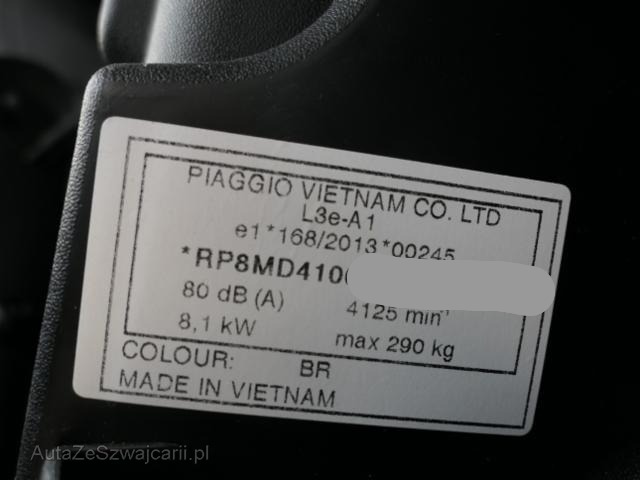 PIAGGIO VIETNAM CO. LTD
L3e-A1
e1*168/2013*00245
*RP8MD410
80 dB (A) 4125 min⁻¹
8,1 kW max 290 kg
COLOUR: BR
MADE IN VIETNAM
AutaZeSzwajcarii.pl